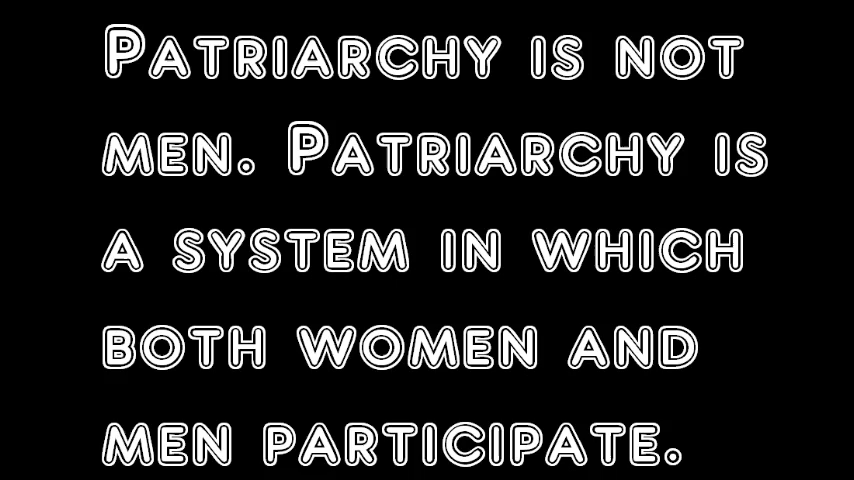 Patriarchy is not
men. Patriarchy is
a system in which
both women and
men participate.